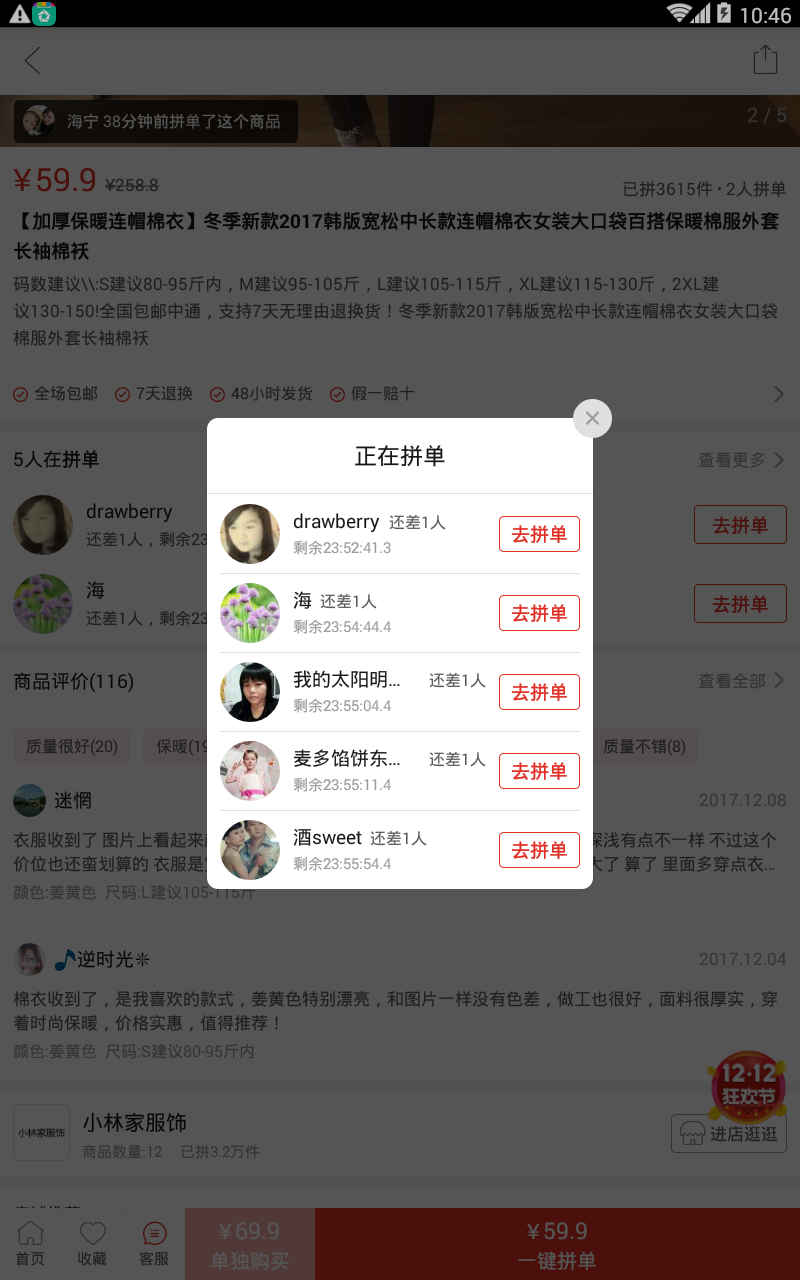 10:46
海宁 38分钟前拼单了这个商品
2 / 5
¥59.9 ¥258.8
已拼3615件·2人拼单
【加厚保暖连帽棉衣】冬季新款2017韩版宽松中长款连帽棉衣女装大口袋百搭保暖棉服外套
长袖棉袄
码数建议\\:S建议80-95斤内，M建议95-105斤，L建议105-115斤，XL建议115-130斤，2XL建
议130-150!全国包邮中通，支持7天无理由退换货！冬季新款2017韩版宽松中长款连帽棉衣女装大口袋
棉服外套长袖棉袄
全场包邮 7天退换 48小时发货 假一赔十
5人在拼单
查看更多
drawberry
还差1人，剩余23
去拼单
海
还差1人，剩余23
去拼单
正在拼单
drawberry 还差1人
剩余23:52:41.3
去拼单
海 还差1人
剩余23:54:44.4
去拼单
我的太阳明... 还差1人
剩余23:55:04.4
去拼单
麦多馅饼东... 还差1人
剩余23:55:11.4
去拼单
酒sweet 还差1人
剩余23:55:54.4
去拼单
商品评价(116)
查看全部
质量很好(20) 保暖(19 质量不错(8)
迷惘
2017.12.08
衣服收到了 图片上看起来 深浅有点不一样 不过这个
价位也还蛮划算的 衣服是 大了 算了 里面多穿点衣...
颜色:姜黄色 尺码:L建议105-115斤
逆时光
2017.12.04
棉衣收到了，是我喜欢的款式，姜黄色特别漂亮，和图片一样没有色差，做工也很好，面料很厚实，穿
着时尚保暖，价格实惠，值得推荐！
颜色:姜黄色 尺码:S建议80-95斤内
12·12
狂欢节
小林家服饰
小林家服饰
商品数量:12 已拼3.2万件
进店逛逛
首页
收藏
客服
¥69.9
单独购买
¥59.9
一键拼单